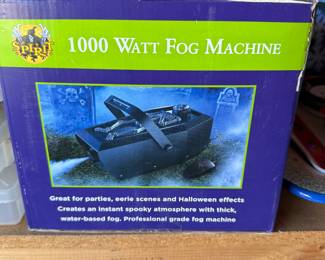 SPIRIT
1000 WATT FOG MACHINE
Great for parties, eerie scenes and Halloween effects
Creates an instant spooky atmosphere with thick,
water-based fog. Professional grade fog machine